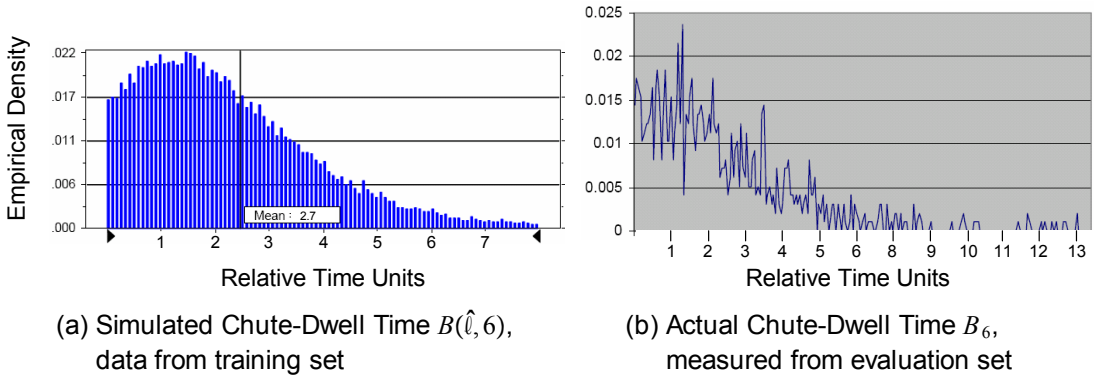 Empirical Density
.022
.017
.011
.006
.000
Mean : 2.7
1 2 3 4 5 6 7
Relative Time Units
(a) Simulated Chute-Dwell Time B(ℓ̂, 6),
data from training set
0.025
0.02
0.015
0.01
0.005
0
1 2 3 4 5 6 7 8 9 10 11 12 13
Relative Time Units
(b) Actual Chute-Dwell Time B₆,
measured from evaluation set